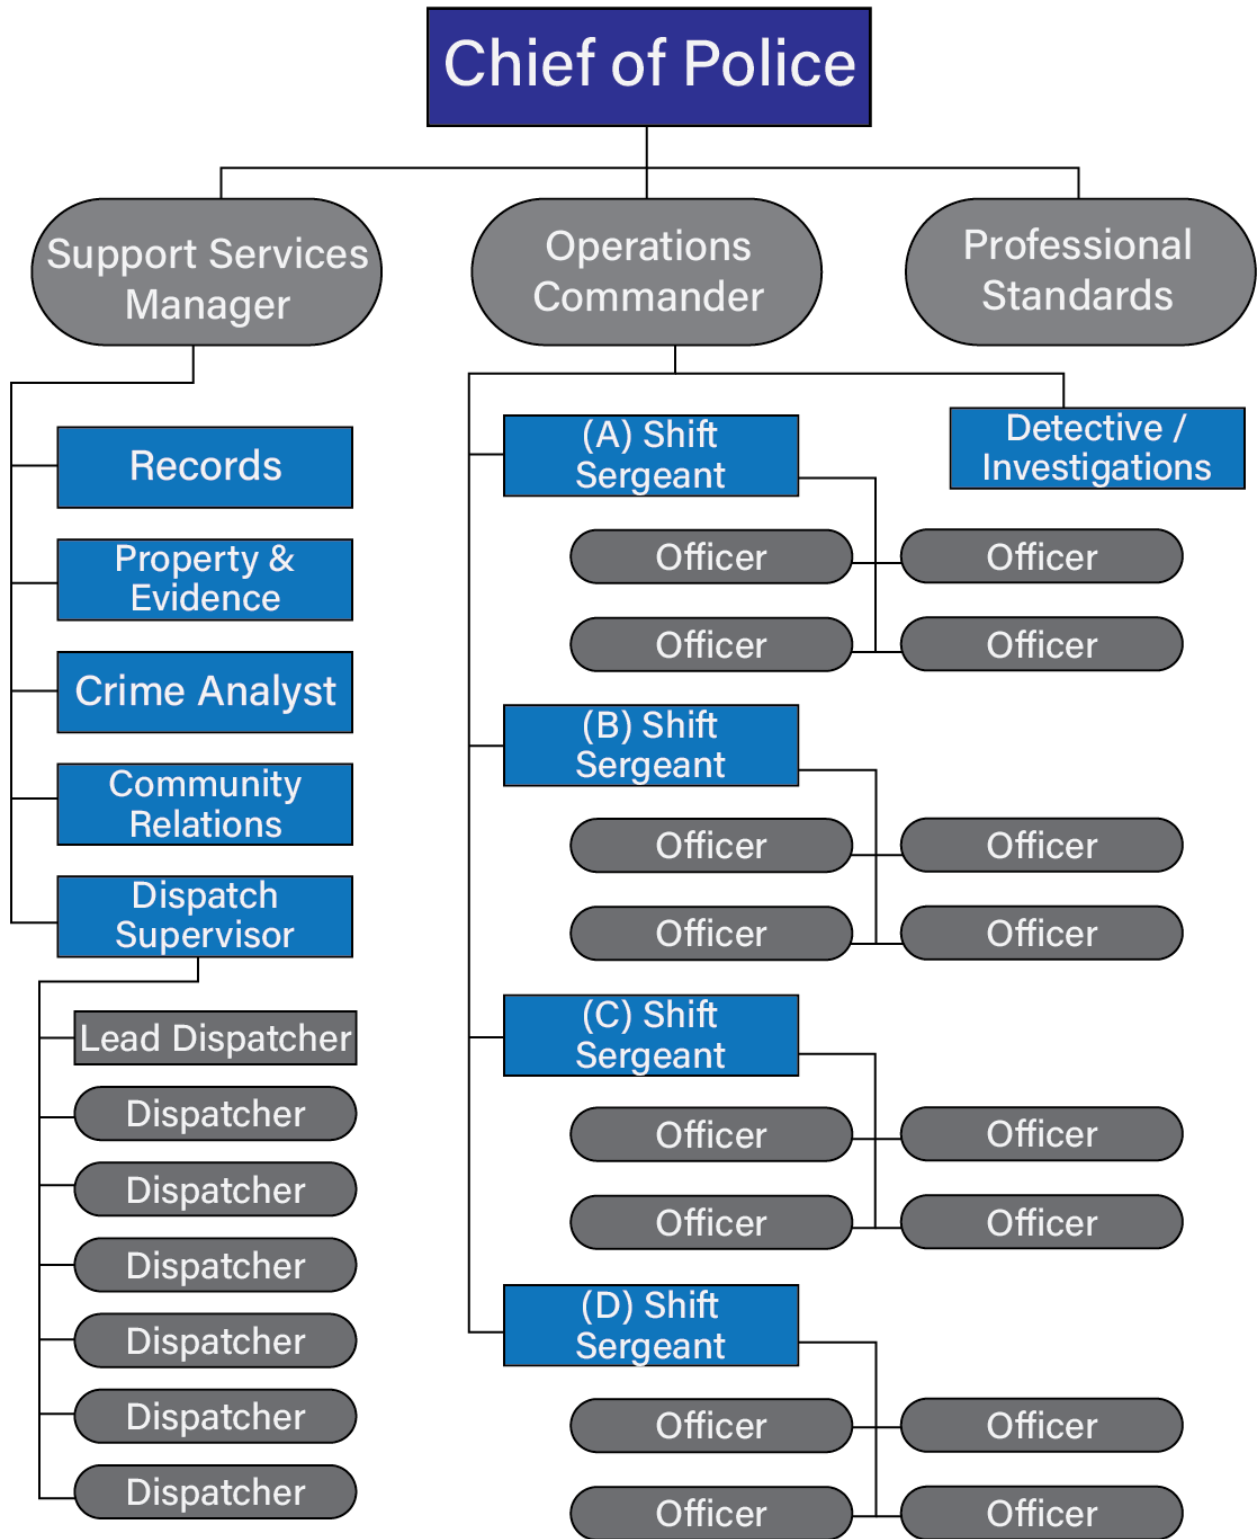 Chief of Police
Support Services
Manager
Operations
Commander
Professional
Standards
Records
Property &
Evidence
Crime Analyst
Community
Relations
Dispatch
Supervisor
Lead Dispatcher
Dispatcher
Dispatcher
Dispatcher
Dispatcher
Dispatcher
Dispatcher
(A) Shift
Sergeant
Officer
Officer
Officer
Officer
(B) Shift
Sergeant
Officer
Officer
Officer
Officer
(C) Shift
Sergeant
Officer
Officer
Officer
Officer
(D) Shift
Sergeant
Officer
Officer
Officer
Officer
Detective /
Investigations